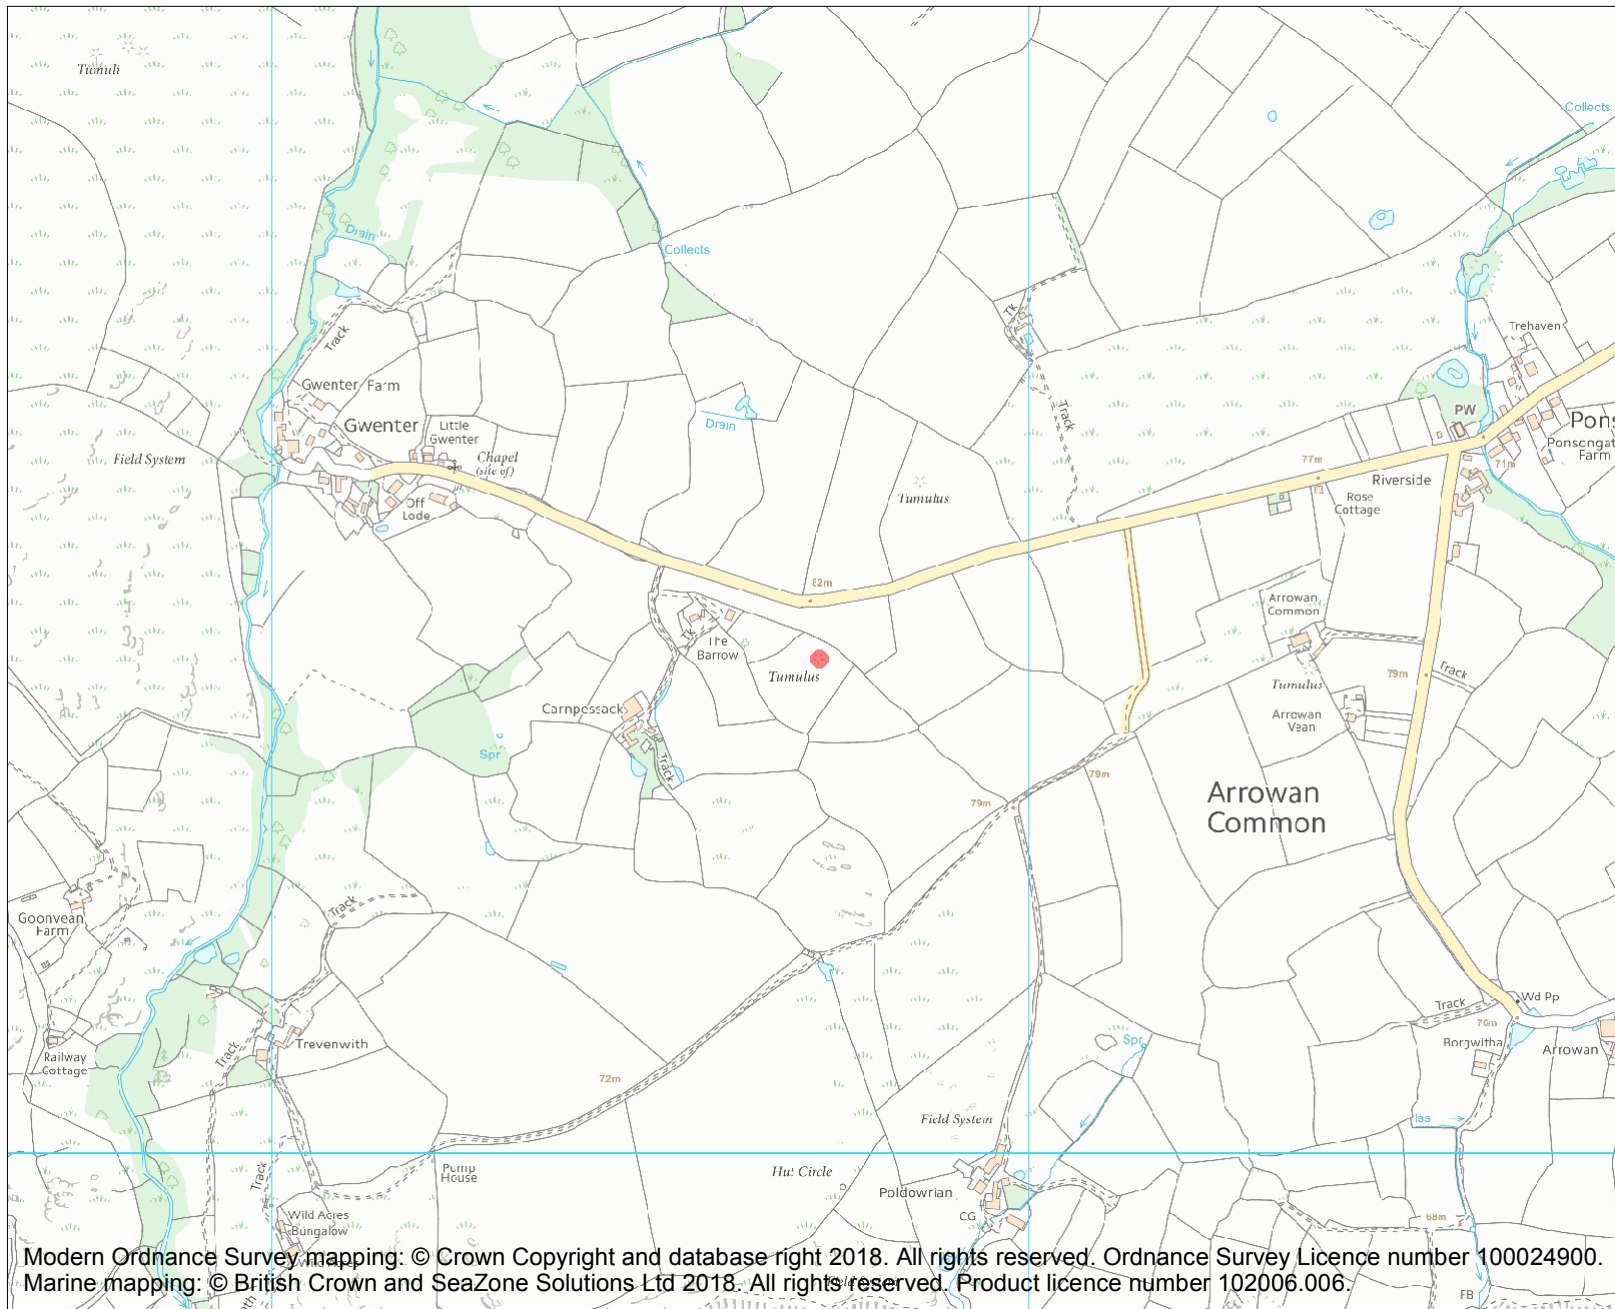 Tumuli
Collects
Drain
Collects
Track
Tk
Trehaven
Gwenter Farm
Gwenter
Little
Gwenter
Chapel
(site of)
Field System
Off
Lode
Drain
Track
Tumulus
PW
Pons
Ponsongat
Farm
77m
71m
Riverside
Rose
Cottage
82m
Arrowan
Common
Tk
The
Barrow
Tumulus
Carnpessack
Track
Spr
Tumulus
Arrowan
Vean
79m
Track
79m
79m
Arrowan
Common
Goonvean
Farm
Track
Railway
Cottage
Track
Trevenwith
72m
Track
Wd Pp
70m
Borgwitha
Arrowan
Spr
Iss
Field System
Track
Pump
House
Hut Circle
Poldowrian
CG
Wild Acres
Bungalow
68m
FB
Modern Ordnance Survey mapping: © Crown Copyright and database right 2018. All rights reserved. Ordnance Survey Licence number 100024900.
Marine mapping: © British Crown and SeaZone Solutions Ltd 2018. All rights reserved. Product licence number 102006.006.